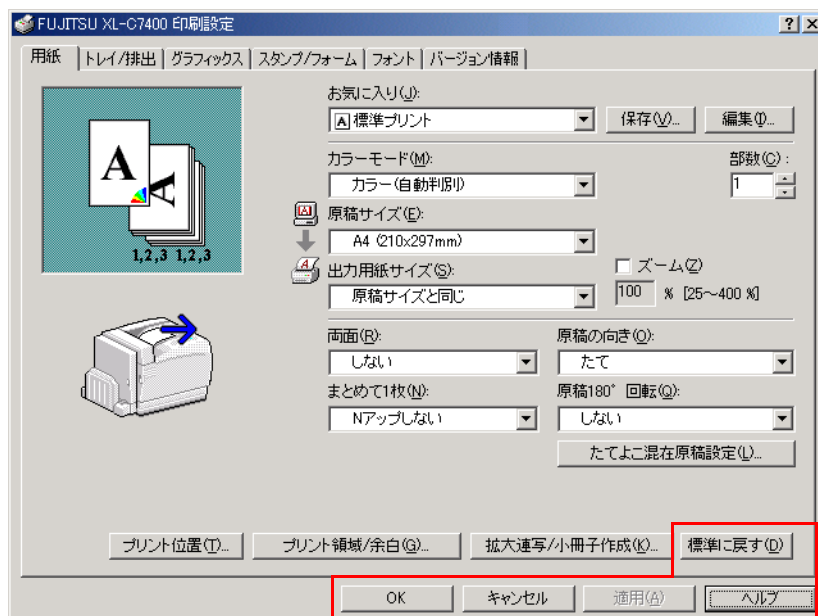 FUJITSU XL-C7400 印刷設定
用紙 トレイ/排出 グラフィックス スタンプ/フォーム フォント バージョン情報
お気に入り(J):
A 標準プリント 保存(V)... 編集(I)...
カラーモード(M): 部数(C) :
カラー(自動判別) 1
原稿サイズ(E):
A4 (210x297mm)
出力用紙サイズ(S): ズーム(Z)
原稿サイズと同じ 100 % [25～400 %]
A A
1,2,3 1,2,3
両面(R): 原稿の向き(O):
しない たて
まとめて1枚(N): 原稿180° 回転(Q):
Nアップしない しない
たてよこ混在原稿設定(L)...
プリント位置(T)... プリント領域/余白(G)... 拡大連写/小冊子作成(K)... 標準に戻す(D)
OK キャンセル 適用(A) ヘルプ